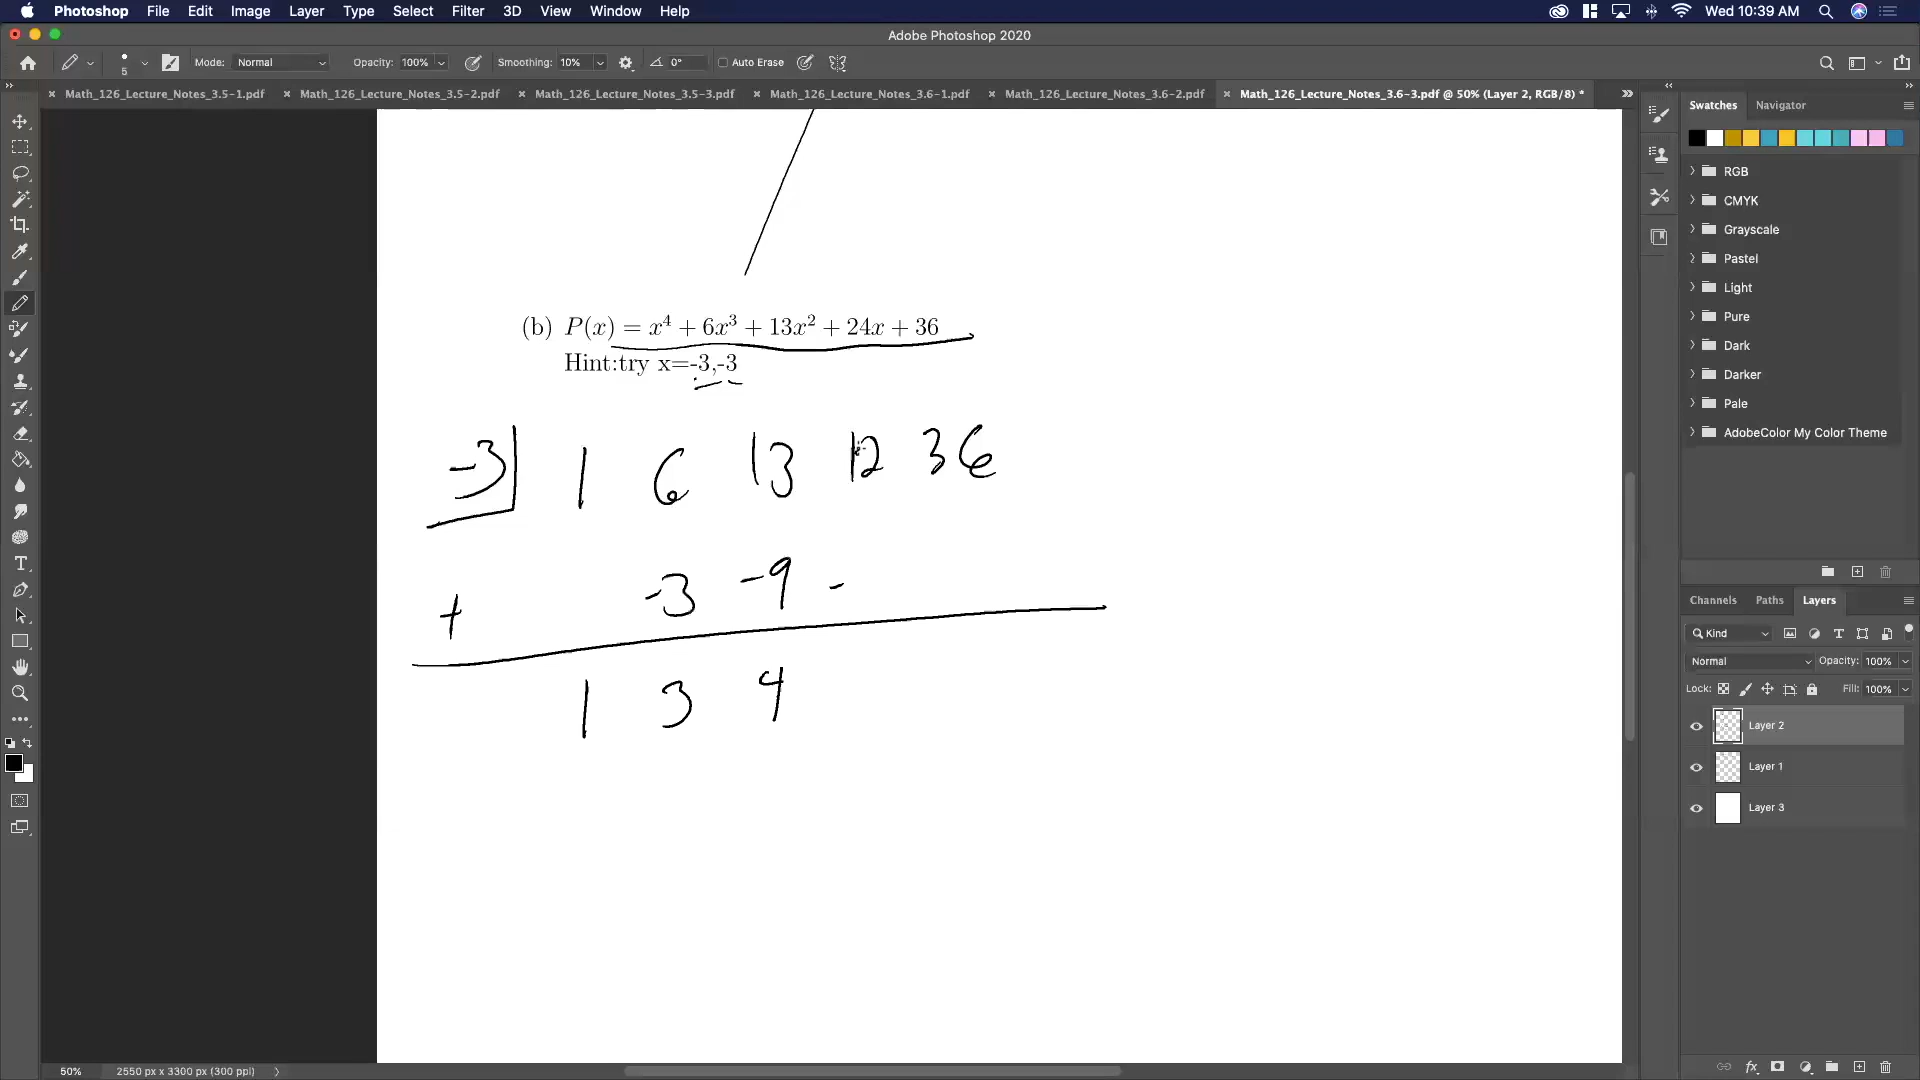 Photoshop File Edit Image Layer Type Select Filter 3D View Window Help Wed 10:39 AM
Adobe Photoshop 2020
5 Mode: Normal Opacity: 100% Smoothing: 10% 0° Auto Erase
Math_126_Lecture_Notes_3.5-1.pdf Math_126_Lecture_Notes_3.5-2.pdf Math_126_Lecture_Notes_3.5-3.pdf Math_126_Lecture_Notes_3.6-1.pdf Math_126_Lecture_Notes_3.6-2.pdf Math_126_Lecture_Notes_3.6-3.pdf @ 50% (Layer 2, RGB/8) *
Swatches Navigator
RGB
CMYK
Grayscale
Pastel
Light
Pure
Dark
Darker
Pale
AdobeColor My Color Theme
(b) P(x) = x⁴ + 6x³ + 13x² + 24x + 36
Hint:try x=-3,-3
-3 1 6 13 12 36
+ -3 -9 -
1 3 4
Channels Paths Layers
Kind
Normal Opacity: 100%
Lock: Fill: 100%
Layer 2
Layer 1
Layer 3
50% 2550 px x 3300 px (300 ppi)